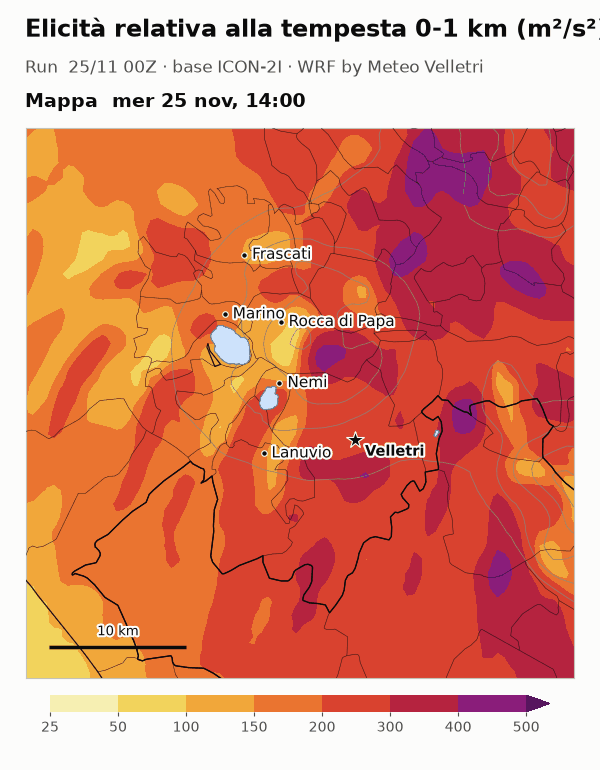 Elicità relativa alla tempesta 0-1 km (m²/s²)
Run 25/11 00Z · base ICON-2I · WRF by Meteo Velletri
Mappa mer 25 nov, 14:00
Frascati
Marino
Rocca di Papa
Nemi
Velletri
Lanuvio
10 km
25 50 100 150 200 300 400 500